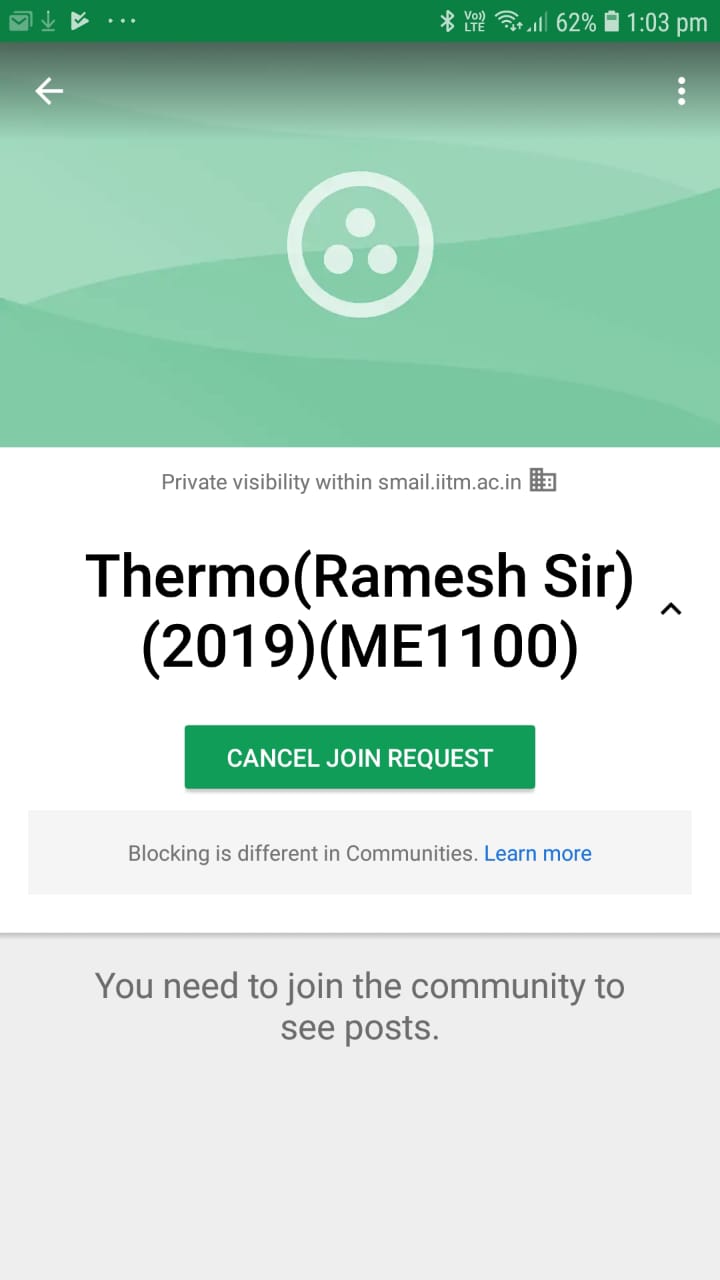 Vo)) LTE 62% 1:03 pm
Private visibility within smail.iitm.ac.in
Thermo(Ramesh Sir)
(2019)(ME1100)
CANCEL JOIN REQUEST
Blocking is different in Communities. Learn more
You need to join the community to
see posts.